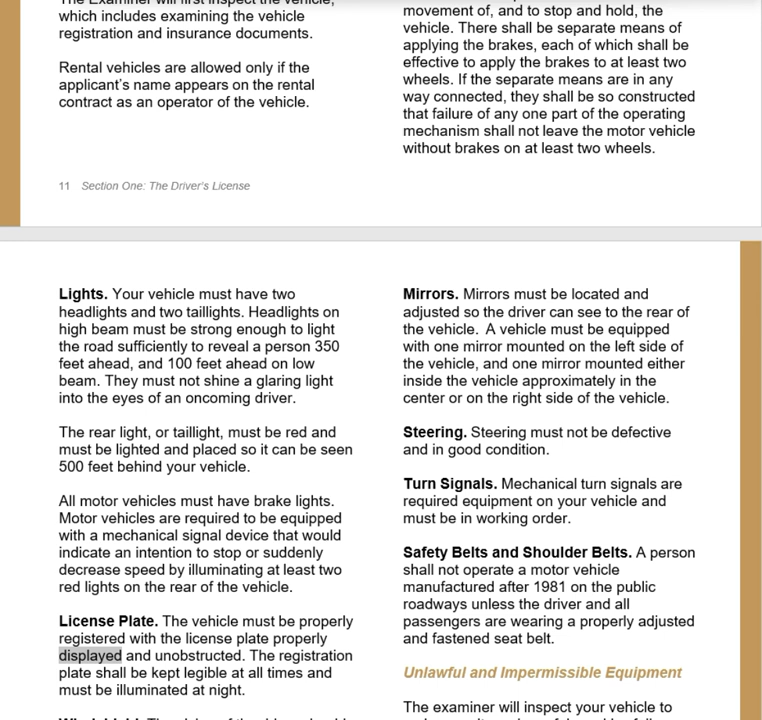 The Examiner will first inspect the vehicle,
which includes examining the vehicle
registration and insurance documents.
Rental vehicles are allowed only if the
applicant's name appears on the rental
contract as an operator of the vehicle.
movement of, and to stop and hold, the
vehicle. There shall be separate means of
applying the brakes, each of which shall be
effective to apply the brakes to at least two
wheels. If the separate means are in any
way connected, they shall be so constructed
that failure of any one part of the operating
mechanism shall not leave the motor vehicle
without brakes on at least two wheels.
11 Section One: The Driver's License
Lights. Your vehicle must have two
headlights and two taillights. Headlights on
high beam must be strong enough to light
the road sufficiently to reveal a person 350
feet ahead, and 100 feet ahead on low
beam. They must not shine a glaring light
into the eyes of an oncoming driver.
The rear light, or taillight, must be red and
must be lighted and placed so it can be seen
500 feet behind your vehicle.
All motor vehicles must have brake lights.
Motor vehicles are required to be equipped
with a mechanical signal device that would
indicate an intention to stop or suddenly
decrease speed by illuminating at least two
red lights on the rear of the vehicle.
License Plate. The vehicle must be properly
registered with the license plate properly
displayed and unobstructed. The registration
plate shall be kept legible at all times and
must be illuminated at night.
Mirrors. Mirrors must be located and
adjusted so the driver can see to the rear of
the vehicle. A vehicle must be equipped
with one mirror mounted on the left side of
the vehicle, and one mirror mounted either
inside the vehicle approximately in the
center or on the right side of the vehicle.
Steering. Steering must not be defective
and in good condition.
Turn Signals. Mechanical turn signals are
required equipment on your vehicle and
must be in working order.
Safety Belts and Shoulder Belts. A person
shall not operate a motor vehicle
manufactured after 1981 on the public
roadways unless the driver and all
passengers are wearing a properly adjusted
and fastened seat belt.
Unlawful and Impermissible Equipment
The examiner will inspect your vehicle to